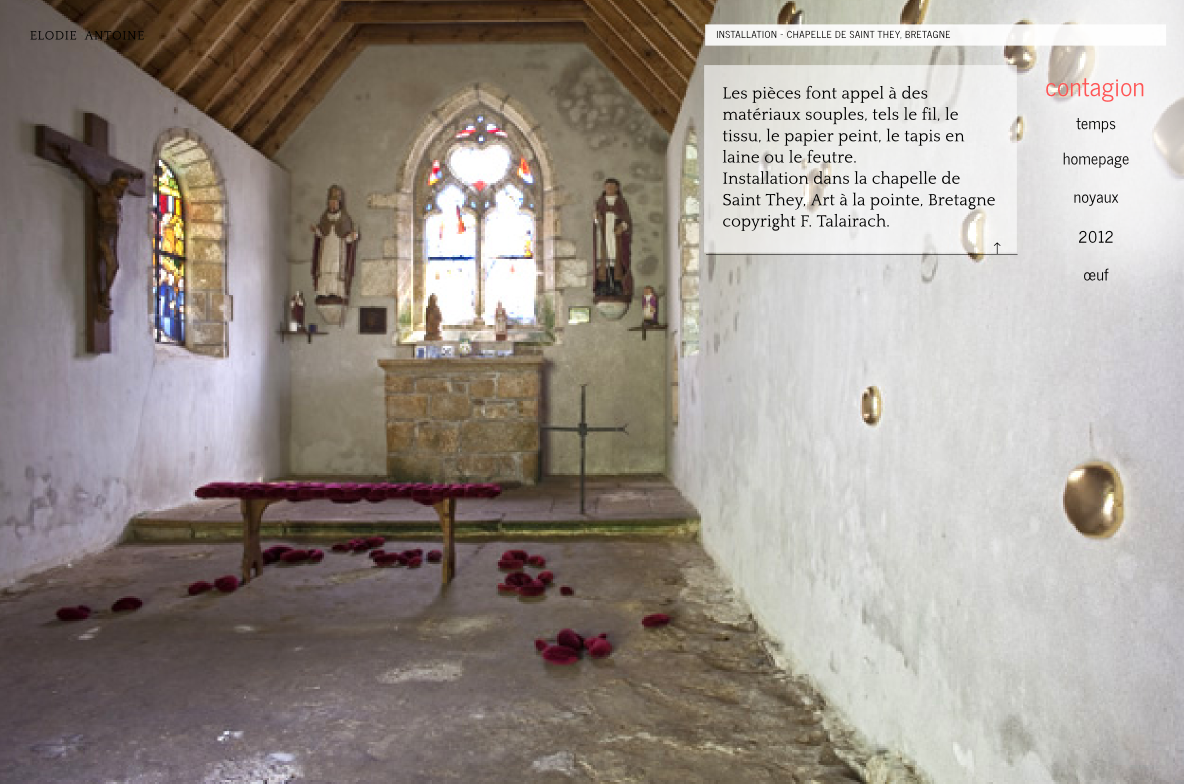 ELODIE ANTOINE
INSTALLATION - CHAPELLE DE SAINT THEY, BRETAGNE
Les pièces font appel à des
matériaux souples, tels le fil, le
tissu, le papier peint, le tapis en
laine ou le feutre.
Installation dans la chapelle de
Saint They, Art à la pointe, Bretagne
copyright F. Talairach.
↑
contagion
temps
homepage
noyaux
2012
œuf